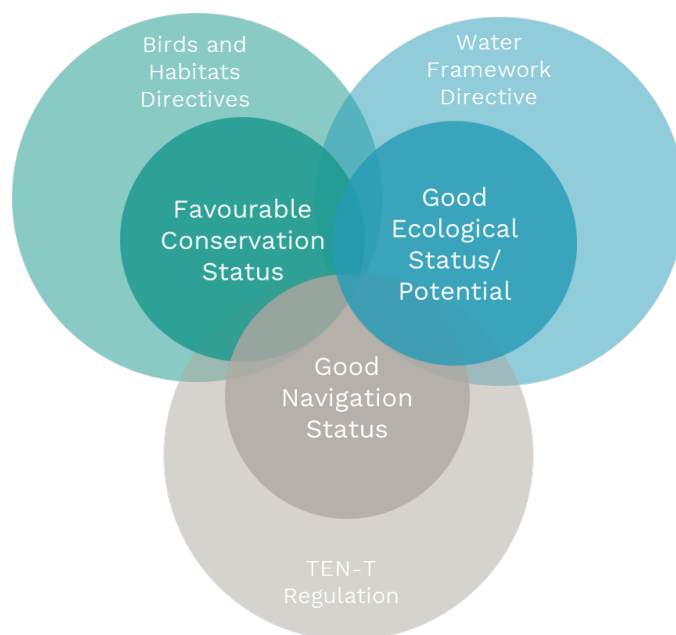 Birds and
Habitats
Directives
Water
Framework
Directive
Favourable
Conservation
Status
Good
Ecological
Status/
Potential
Good
Navigation
Status
TEN-T
Regulation